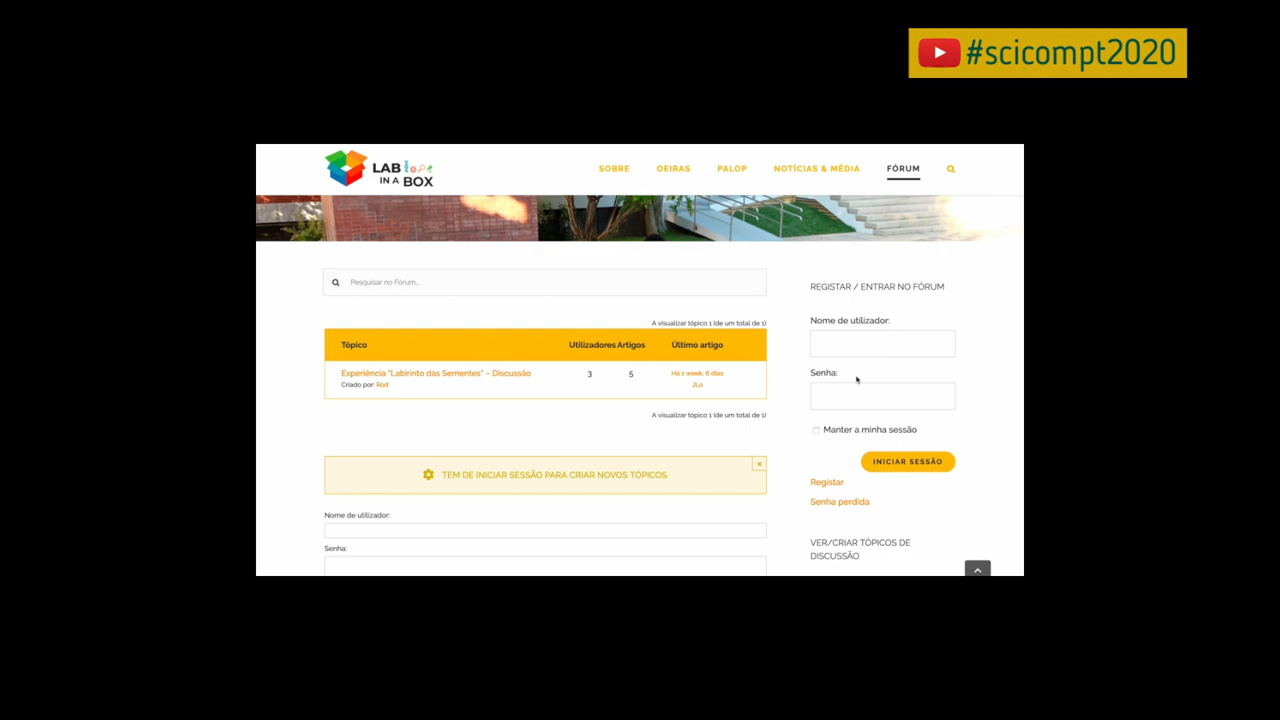 #scicompt2020
LAB
IN A BOX
SOBRE OEIRAS PALOP NOTÍCIAS & MÉDIA FÓRUM
Pesquisar no Fórum...
REGISTAR / ENTRAR NO FÓRUM
Nome de utilizador:
A visualizar tópico 1 (de um total de 1)
Tópico Utilizadores Artigos Último artigo
Experiência "Labirinto das Sementes" – Discussão 3 5 Há 1 week, 6 dias
Criado por: Rod JLo
Senha:
A visualizar tópico 1 (de um total de 1)
Manter a minha sessão
INICIAR SESSÃO
TEM DE INICIAR SESSÃO PARA CRIAR NOVOS TÓPICOS.
Registar
Senha perdida
Nome de utilizador:
Senha:
VER/CRIAR TÓPICOS DE
DISCUSSÃO